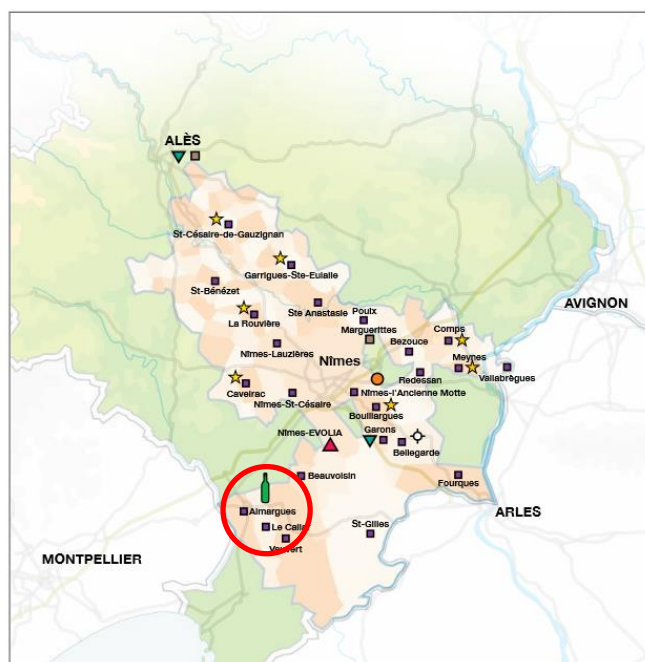 ALÈS
St-Césaire-de-Gauzignan
Garrigues-Ste-Eulalie
St-Bénézet
Ste Anastasie
AVIGNON
Poulx
La Rouvière
Marguerittes
Comps
Bezouce
Nîmes-Lauzières
Nîmes
Meynes
Vallabrègues
Redessan
Caveirac
Nîmes-St-Césaire
Nîmes-l'Ancienne Motte
Bouillargues
Nîmes-EVOLIA
Garons
Bellegarde
Beauvoisin
Fourques
Aimargues
ARLES
Le Caila
St-Gilles
Vauvert
MONTPELLIER